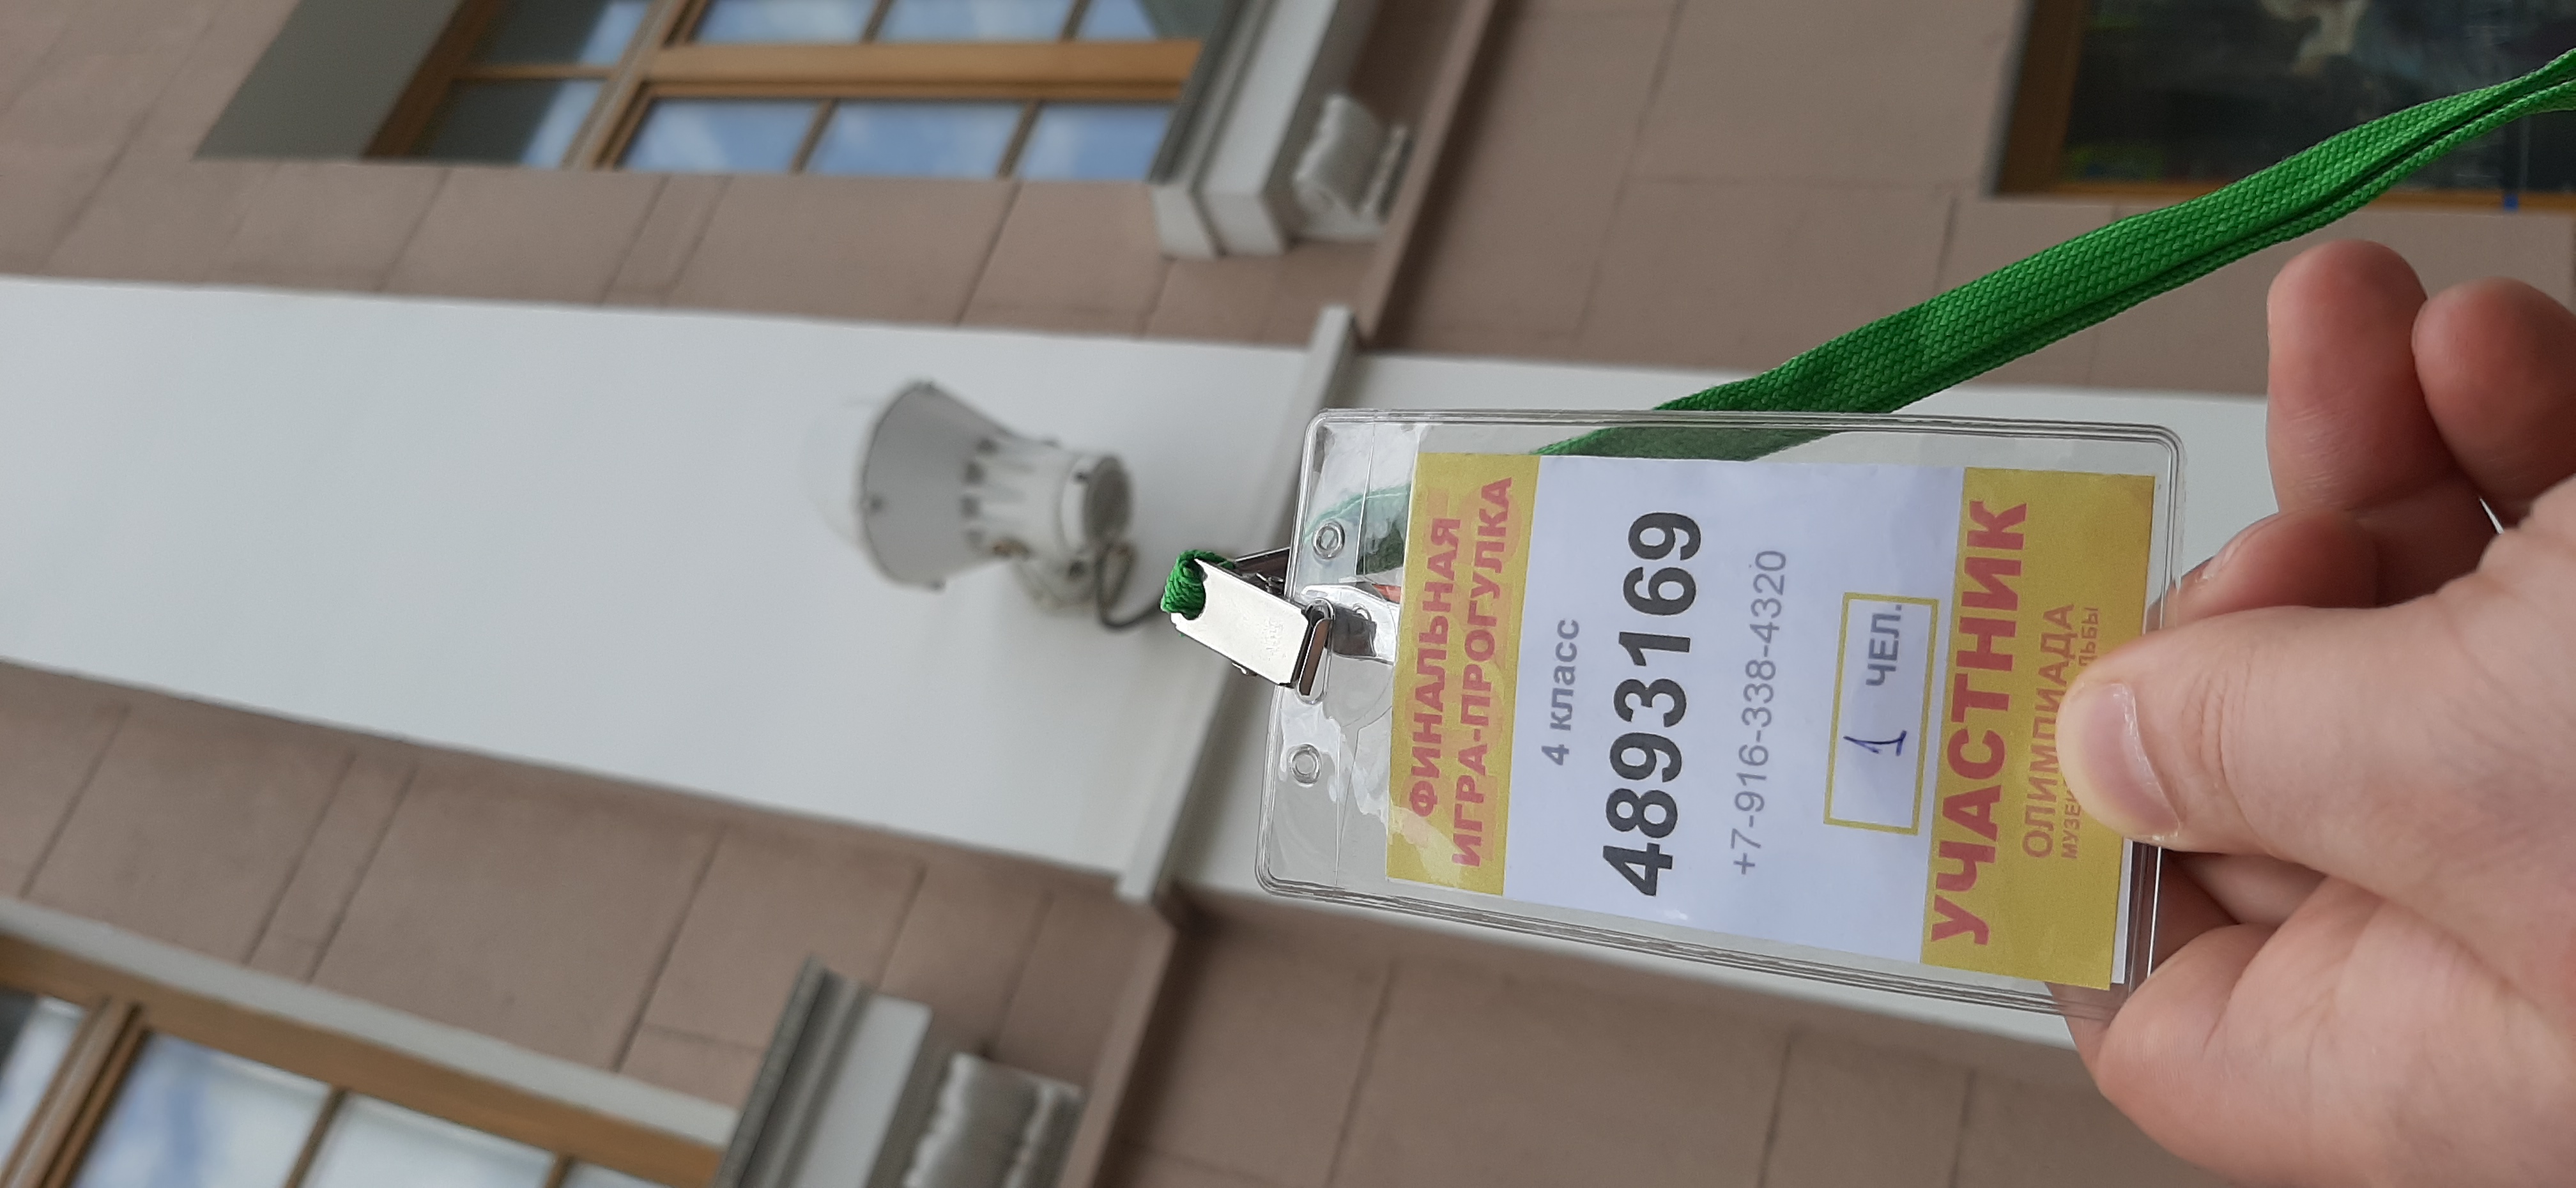 ФИНАЛЬНАЯ
ИГРА-ПРОГУЛКА
4 класс
4893169
+7-916-338-4320
1 ЧЕЛ.
УЧАСТНИК
ОЛИМПИАДА